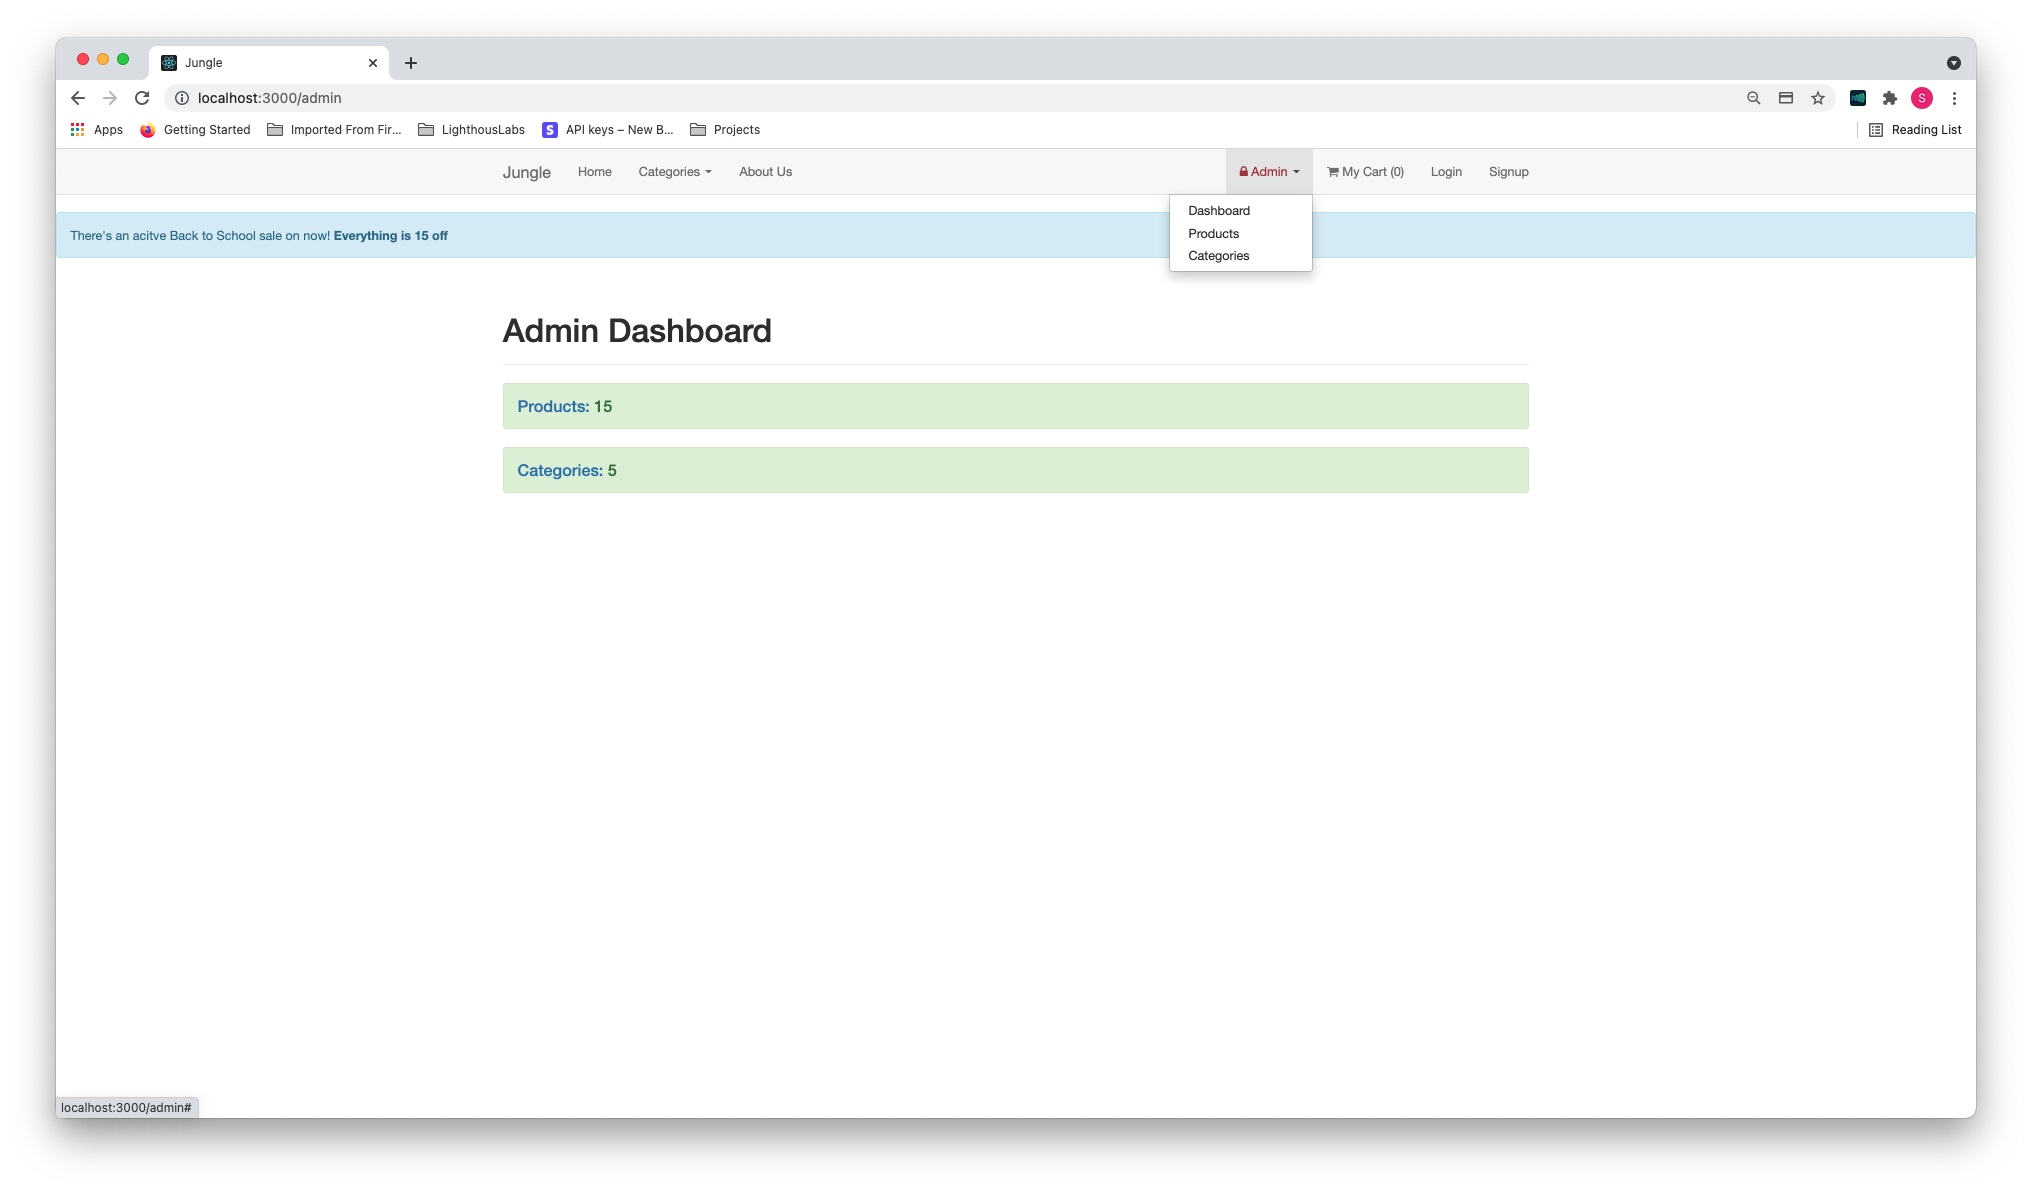 Jungle
localhost:3000/admin
S
Apps Getting Started Imported From Fir... LighthousLabs S API keys – New B... Projects Reading List
Jungle Home Categories About Us Admin My Cart (0) Login Signup
Dashboard
Products
Categories
There's an acitve Back to School sale on now! Everything is 15 off
Admin Dashboard
Products: 15
Categories: 5
localhost:3000/admin#